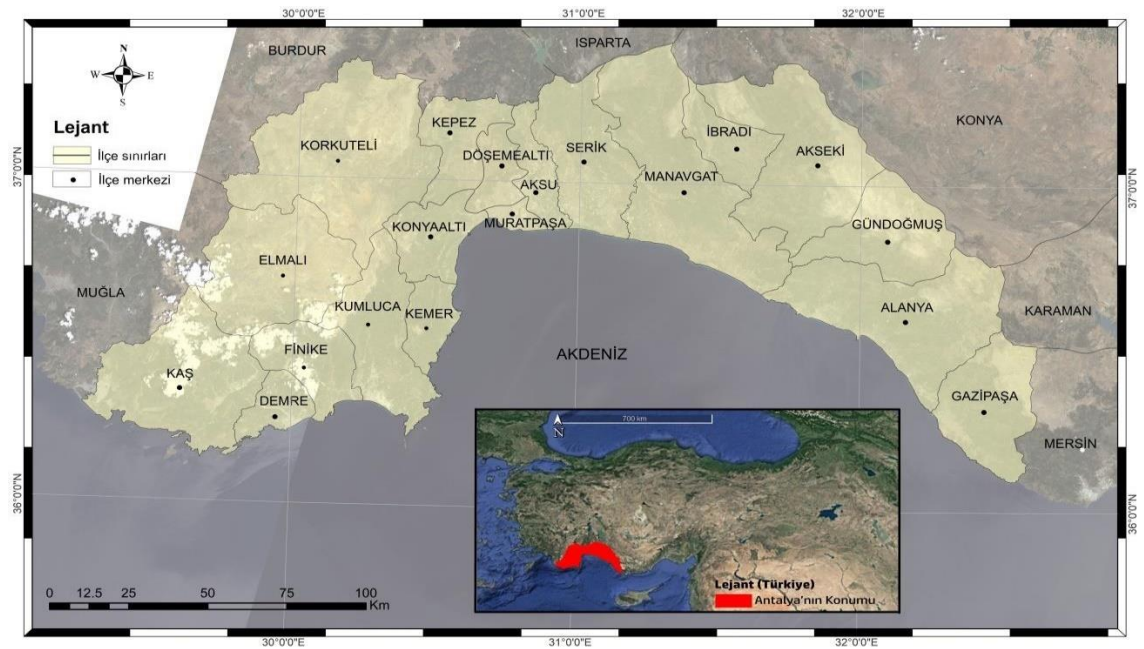 30°0'0"E 31°0'0"E 32°0'0"E
BURDUR
ISPARTA
KONYA
N
W E
S
Lejant
İlçe sınırları
İlçe merkezi
37°0'0"N
37°0'0"N
KORKUTELİ
KEPEZ
DÖŞEMEALTI
SERİK
İBRADI
AKSEKİ
AKSU
MANAVGAT
MURATPAŞA
KONYAALTI
GÜNDOĞMUŞ
ELMALI
MUĞLA
KUMLUCA
KEMER
ALANYA
KARAMAN
FİNİKE
AKDENİZ
KAŞ
DEMRE
GAZİPAŞA
MERSİN
36°0'0"N
36°0'0"N
700 km
N
Lejant (Türkiye)
Antalya'nın Konumu
0 12.5 25 50 75 100
Km
30°0'0"E 31°0'0"E 32°0'0"E